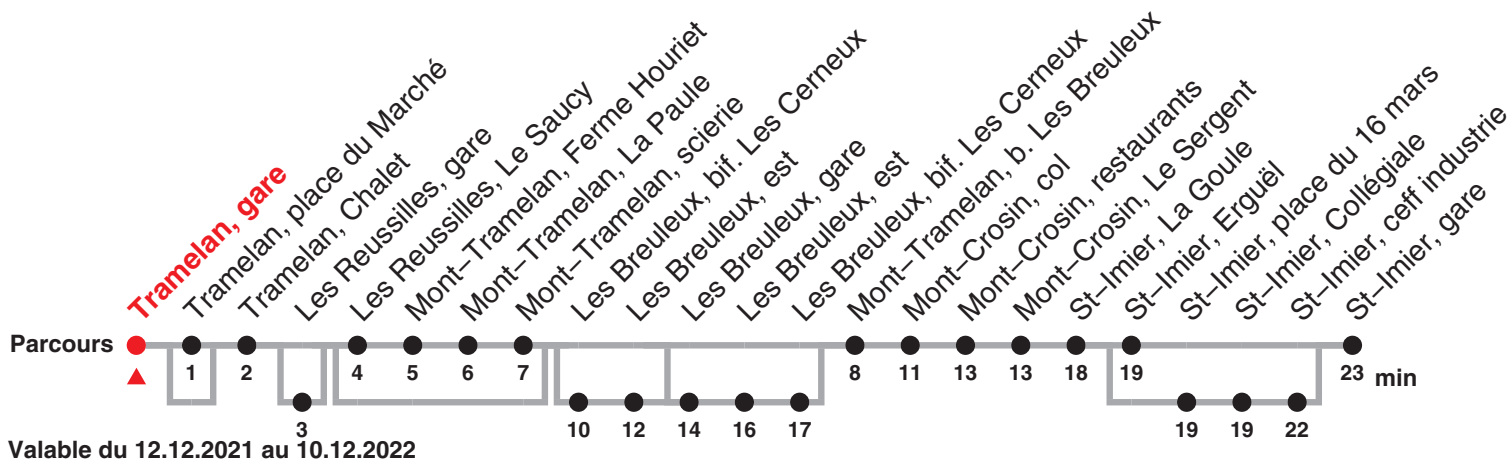 Tramelan, gare
Tramelan, place du Marché
Tramelan, Chalet
Les Reussilles, gare
Les Reussilles, Le Saucy
Mont–Tramelan, Ferme Houriet
Mont–Tramelan, La Paule
Mont–Tramelan, scierie
Les Breuleux, bif. Les Cerneux
Les Breuleux, est
Les Breuleux, gare
Les Breuleux, est
Les Breuleux, bif. Les Cerneux
Mont–Tramelan, b. Les Breuleux
Mont–Crosin, col
Mont–Crosin, restaurants
Mont–Crosin, Le Sergent
St–Imier, La Goule
St–Imier, Erguël
St–Imier, place du 16 mars
St–Imier, Collégiale
St–Imier, ceff industrie
St–Imier, gare
Parcours
1 2 4 5 6 7 8 11 13 13 18 19 23 min
3 10 12 14 16 17 19 19 22
Valable du 12.12.2021 au 10.12.2022